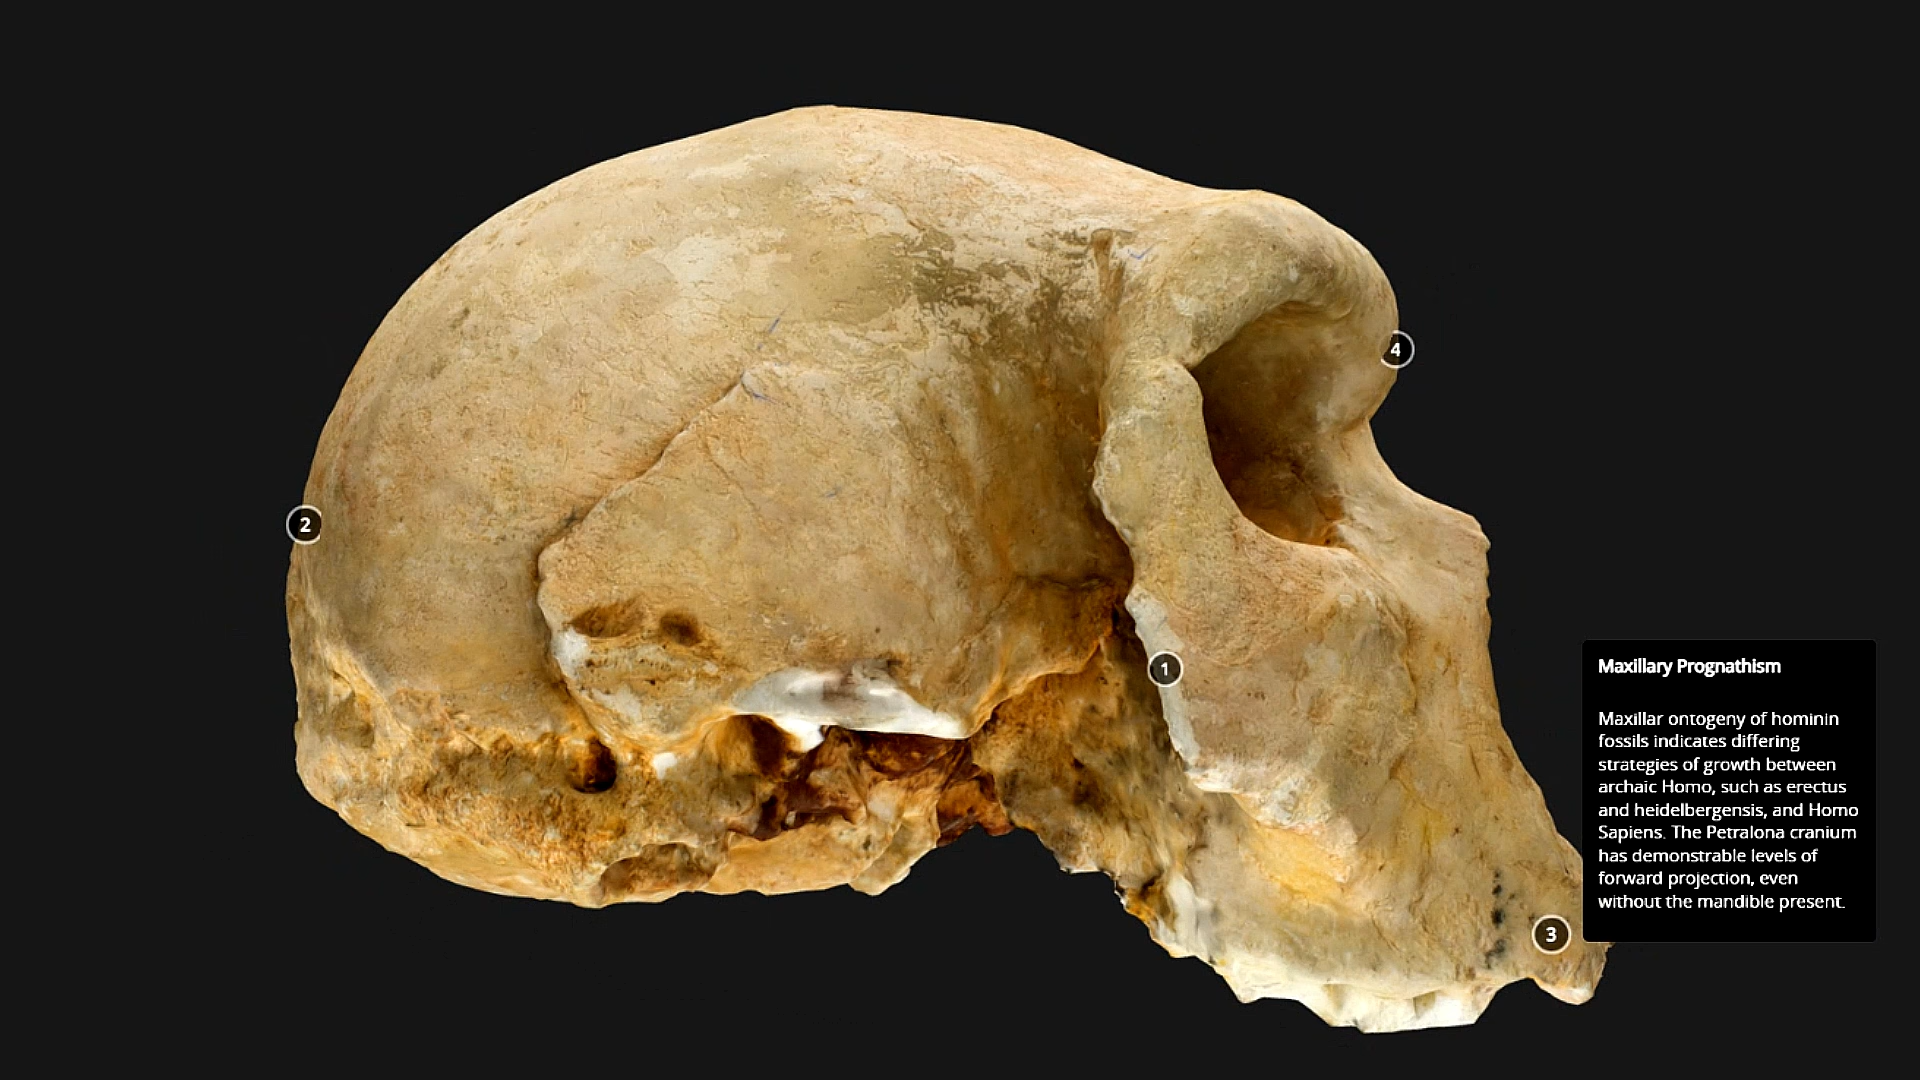 4
2
Maxillary Prognathism
1
Maxillar ontogeny of hominin
fossils indicates differing
strategies of growth between
archaic Homo, such as erectus
and heidelbergensis, and Homo
Sapiens. The Petralona cranium
has demonstrable levels of
forward projection, even
without the mandible present.
3